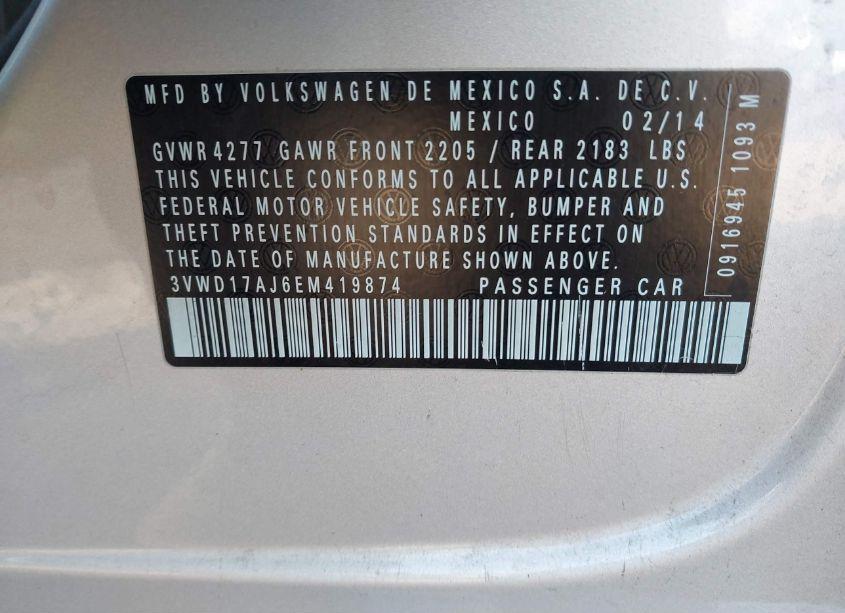 MFD BY VOLKSWAGEN DE MEXICO S.A. DE C.V.
MEXICO 02/14
GVWR 4277 GAWR FRONT 2205 / REAR 2183 LBS
THIS VEHICLE CONFORMS TO ALL APPLICABLE U.S.
FEDERAL MOTOR VEHICLE SAFETY, BUMPER AND
THEFT PREVENTION STANDARDS IN EFFECT ON
THE DATE OF MANUFACTURE SHOWN ABOVE.
3VWD17AJ6EM419874 PASSENGER CAR
0916945 1093 M